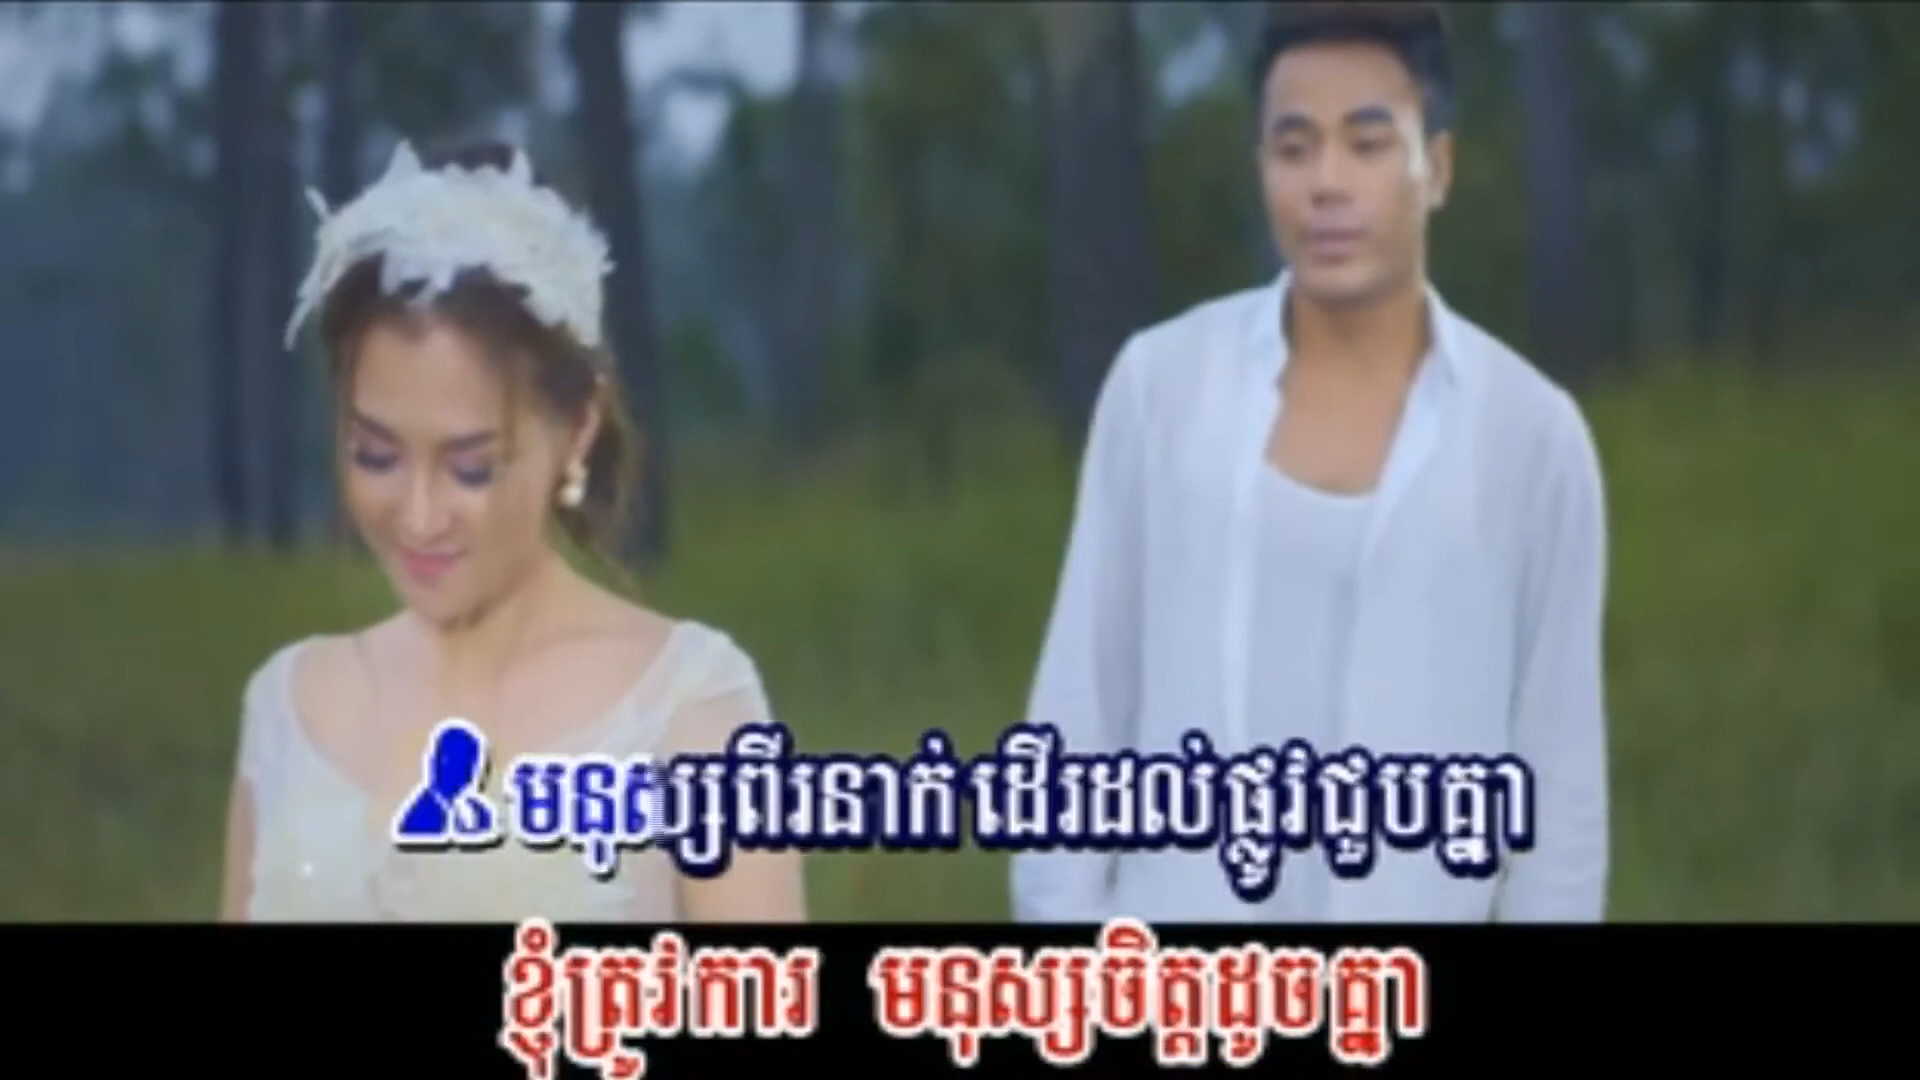 មនុស្សពីរនាក់ ដើរដល់ផ្លូវជួបគ្នា
ខ្ញុំត្រូវការ មនុស្សចិត្តដូចគ្នា